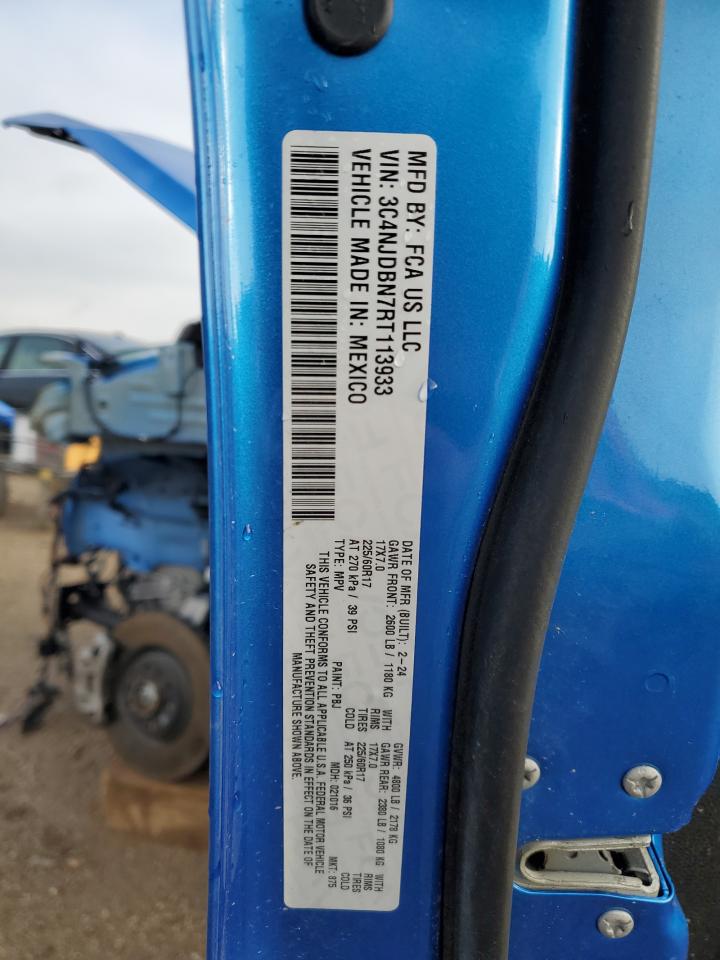 MFD BY: FCA US LLC
VIN: 3C4NJDBN7RT113933
VEHICLE MADE IN: MEXICO
DATE OF MFR (BUILT): 2-24 GVWR: 4800 LB / 2178 KG
GAWR FRONT: 2600 LB / 1180 KG WITH GAWR REAR: 2380 LB / 1080 KG WITH
17X7.0 RIMS 17X7.0 RIMS
225/60R17 TIRES 225/60R17 TIRES
AT 270 kPa / 39 PSI COLD AT 250 kPa / 36 PSI COLD
TYPE: MPV PAINT: PBJ MDH: 021016 MKT: 875
THIS VEHICLE CONFORMS TO ALL APPLICABLE U.S.A. FEDERAL MOTOR VEHICLE
SAFETY AND THEFT PREVENTION STANDARDS IN EFFECT ON THE DATE OF
MANUFACTURE SHOWN ABOVE.